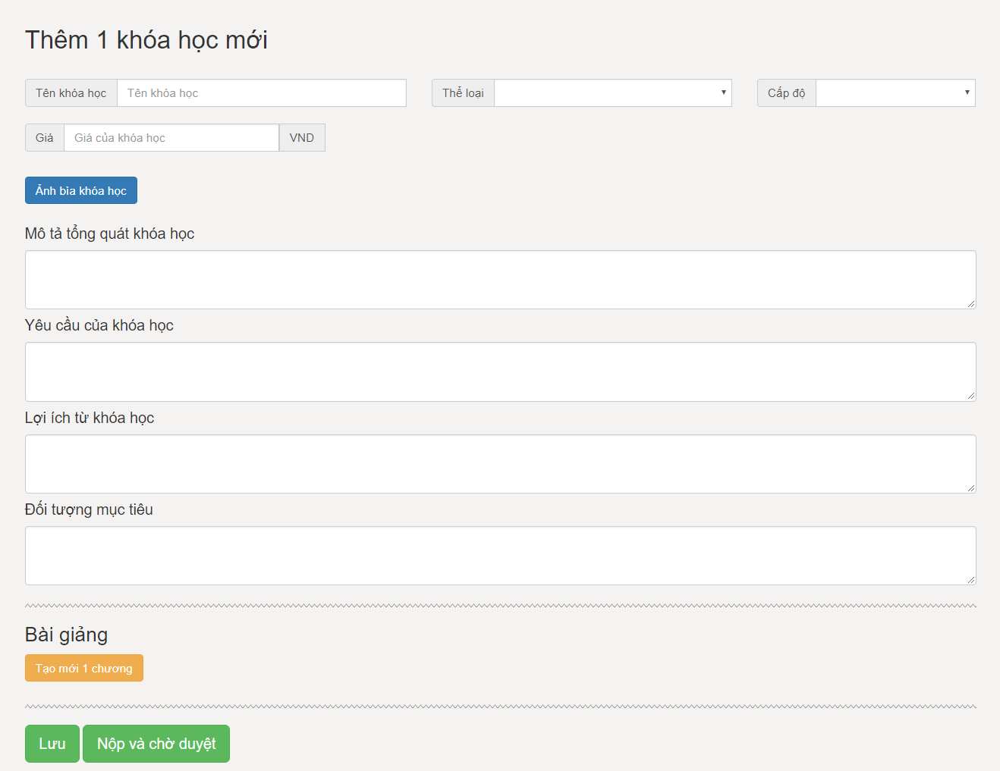 Thêm 1 khóa học mới
Tên khóa học Tên khóa học Thể loại Cấp độ
Giá Giá của khóa học VND
Ảnh bìa khóa học
Mô tả tổng quát khóa học
Yêu cầu của khóa học
Lợi ích từ khóa học
Đối tượng mục tiêu
Bài giảng
Tạo mới 1 chương
Lưu Nộp và chờ duyệt